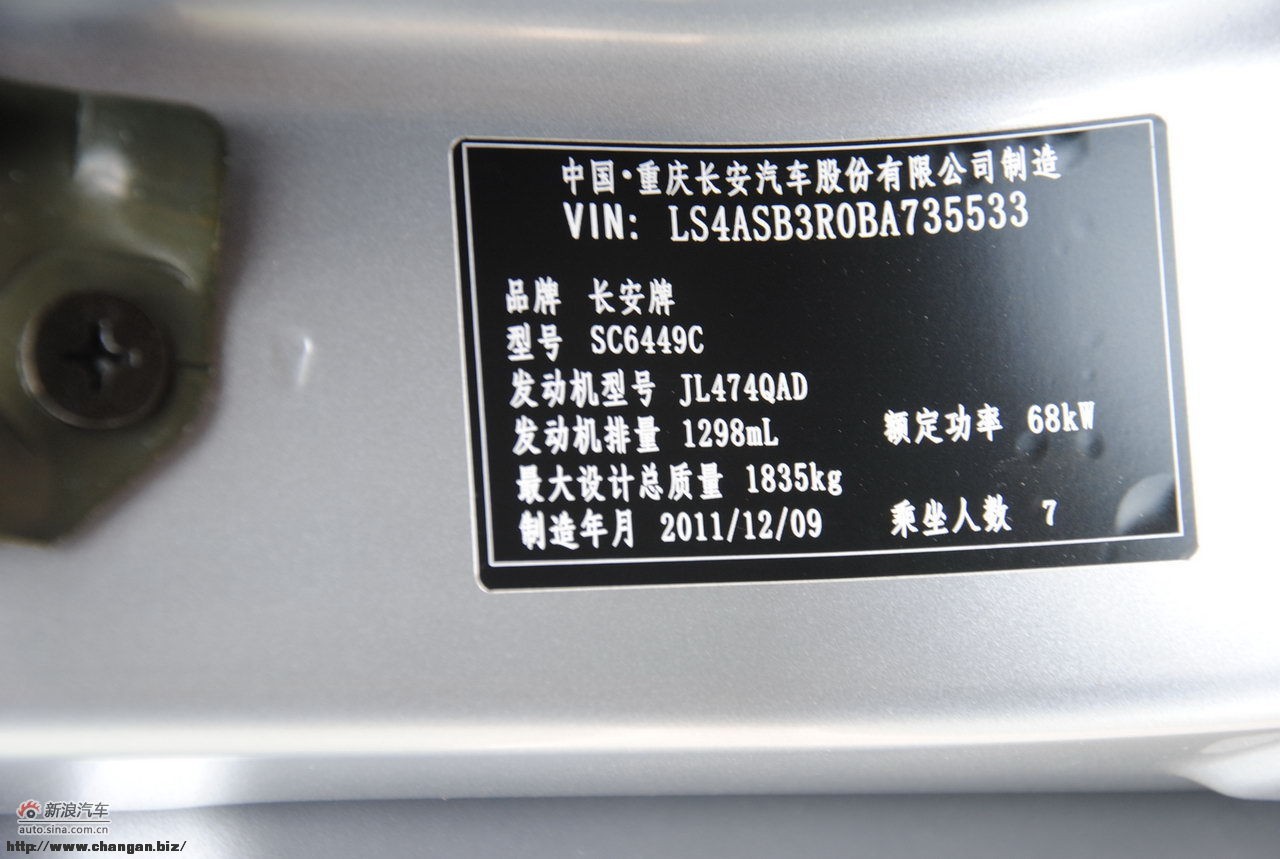 中国·重庆长安汽车股份有限公司制造
VIN: LS4ASB3R0BA735533
品牌 长安牌
型号 SC6449C
发动机型号 JL474QAD
发动机排量 1298mL 额定功率 68kW
最大设计总质量 1835kg
制造年月 2011/12/09 乘坐人数 7
新浪汽车
auto.sina.com.cn
http://www.changan.biz/